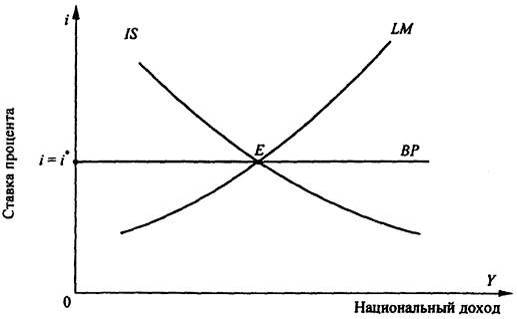 i
IS
LM
Ставка процента
i = i*
E
BP
Y
0
Национальный доход